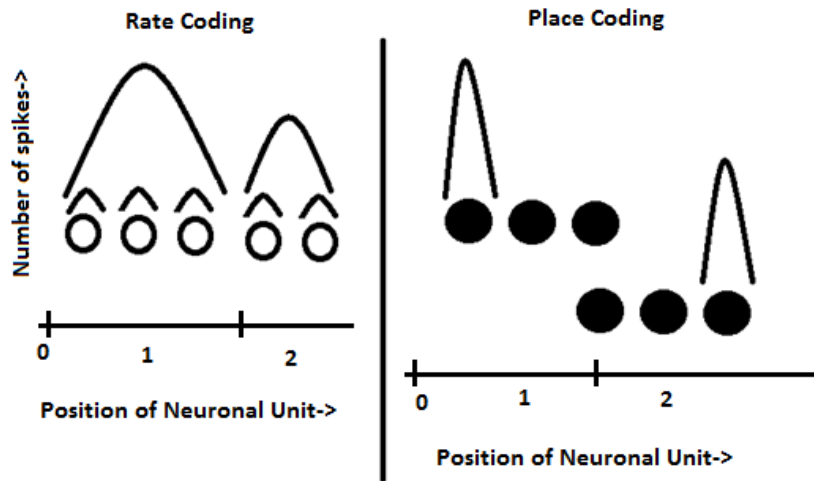 Rate Coding
Number of spikes->
0 1 2
Position of Neuronal Unit->
Place Coding
0 1 2
Position of Neuronal Unit->